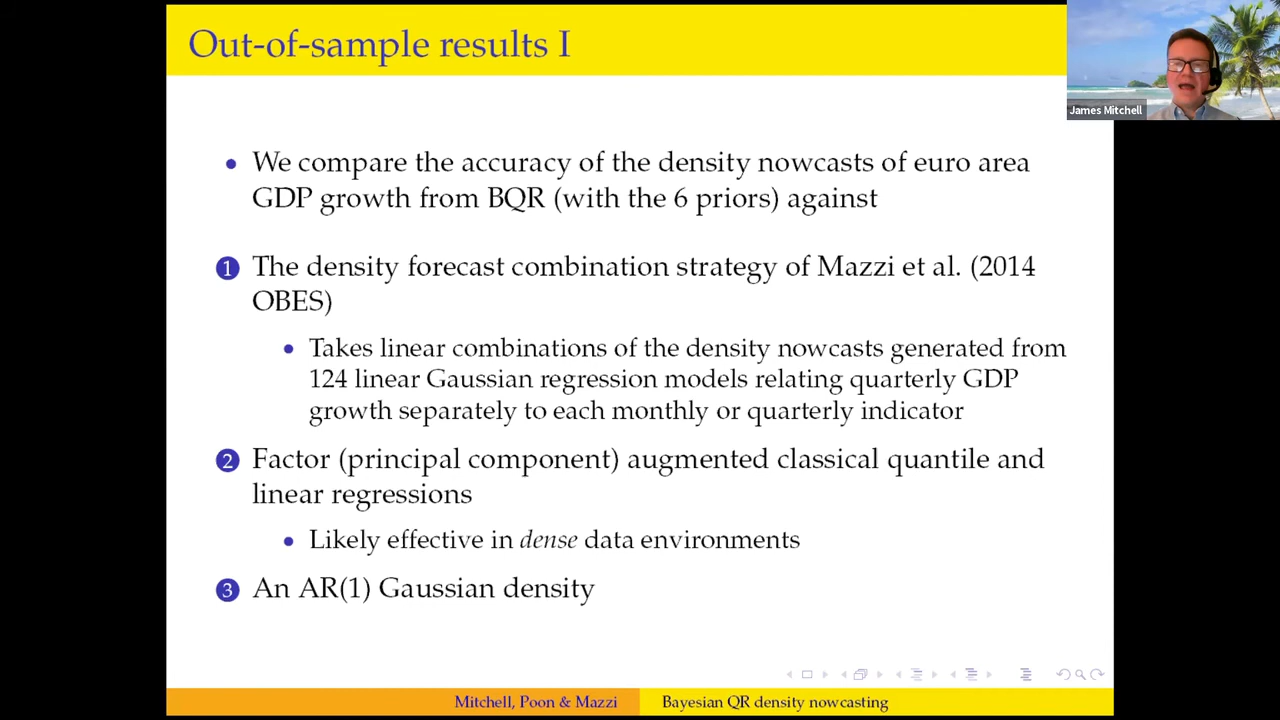 Out-of-sample results I
James Mitchell
• We compare the accuracy of the density nowcasts of euro area
GDP growth from BQR (with the 6 priors) against
1 The density forecast combination strategy of Mazzi et al. (2014
OBES)
• Takes linear combinations of the density nowcasts generated from
124 linear Gaussian regression models relating quarterly GDP
growth separately to each monthly or quarterly indicator
2 Factor (principal component) augmented classical quantile and
linear regressions
• Likely effective in dense data environments
3 An AR(1) Gaussian density
Mitchell, Poon & Mazzi
Bayesian QR density nowcasting